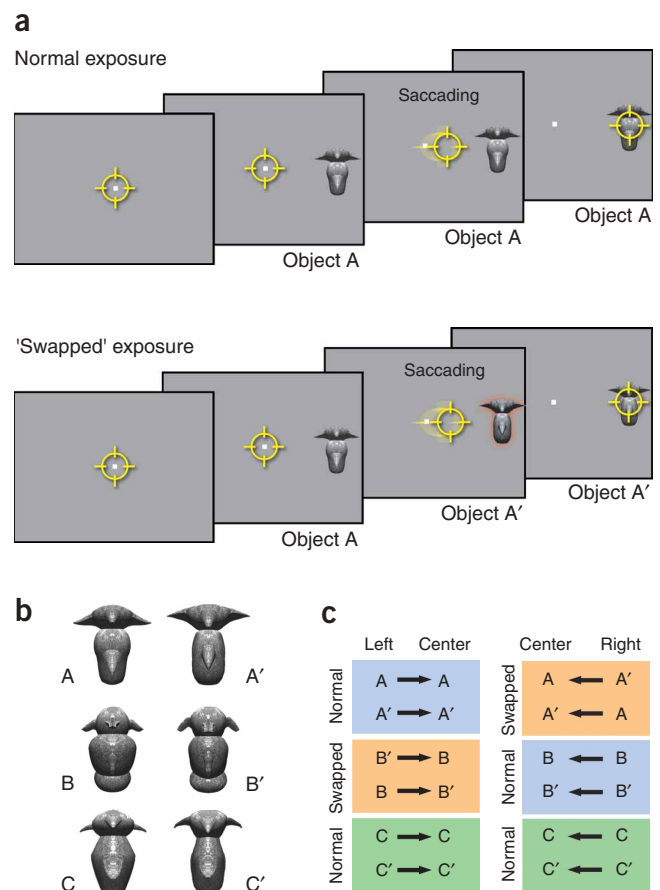 a
Normal exposure
Saccading
Object A
Object A
Object A
'Swapped' exposure
Saccading
Object A
Object A′
Object A′
b
A
A′
B
B′
C
C′
c
Left Center
Normal
A A
A′ A′
Swapped
B′ B
B B′
Normal
C C
C′ C′
Center Right
Swapped
A A′
A′ A
Normal
B B
B′ B′
Normal
C C
C′ C′